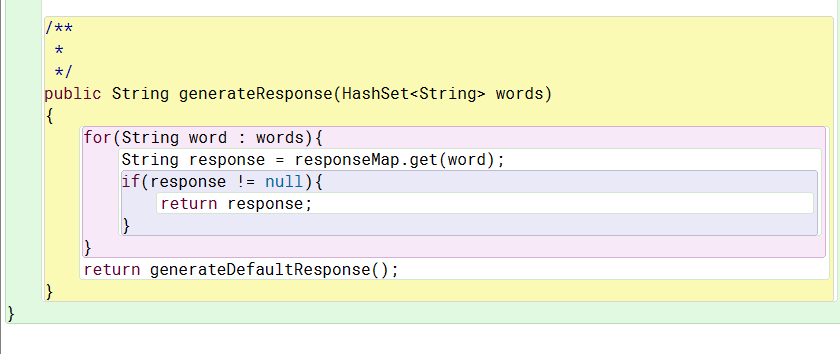 /**
 *
 */
public String generateResponse(HashSet<String> words)
{
    for(String word : words){
        String response = responseMap.get(word);
        if(response != null){
            return response;
        }
    }
    return generateDefaultResponse();
}
}